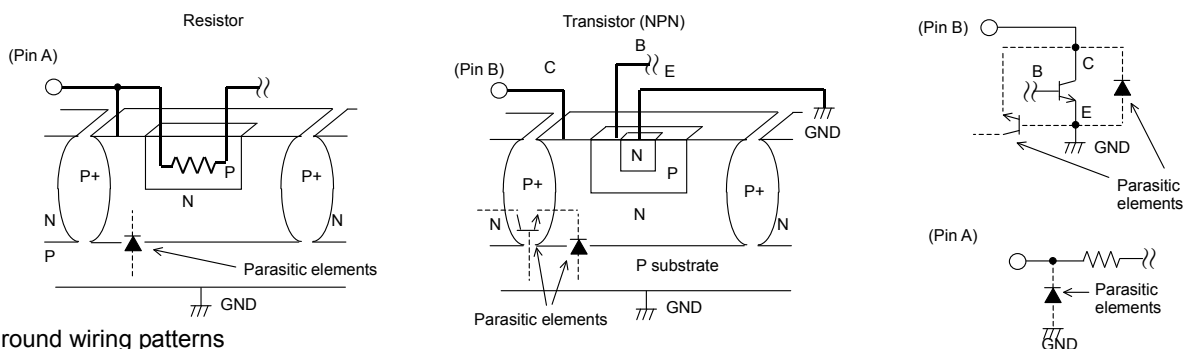 Resistor
(Pin A)
P
P+
P+
N
N
N
P
Parasitic elements
GND
Transistor (NPN)
B
(Pin B)
C
E
GND
N
P
P+
P+
N
N
N
P substrate
Parasitic elements
GND
(Pin B)
C
B
E
GND
Parasitic
elements
(Pin A)
Parasitic
elements
GND
round wiring patterns